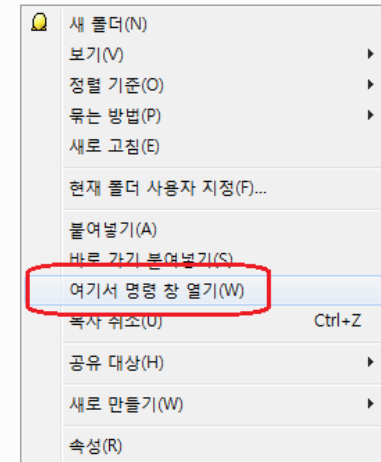 새 폴더(N)
보기(V)
정렬 기준(O)
묶는 방법(P)
새로 고침(E)
현재 폴더 사용자 지정(F)...
붙여넣기(A)
바로 가기 붙여넣기(S)
여기서 명령 창 열기(W)
복사 취소(U) Ctrl+Z
공유 대상(H)
새로 만들기(W)
속성(R)